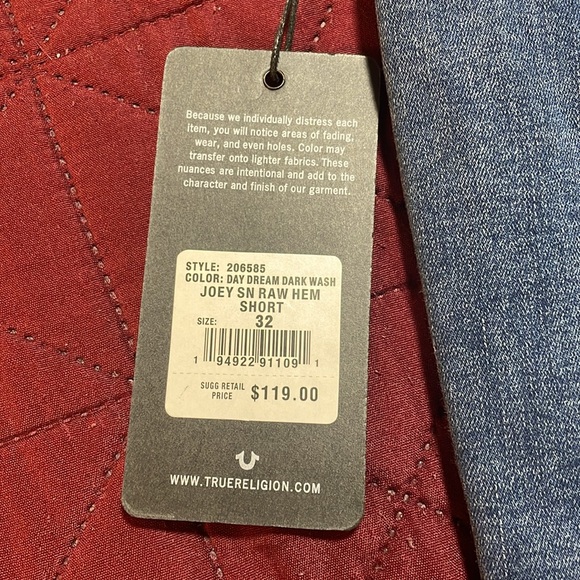 Because we individually distress each
item, you will notice areas of fading,
wear, and even holes. Color may
transfer onto lighter fabrics. These
nuances are intentional and add to the
character and finish of our garment.
STYLE: 206585
COLOR: DAY DREAM DARK WASH
JOEY SN RAW HEM
SHORT
SIZE: 32
1 94922 91109 1
SUGG RETAIL
PRICE $119.00
WWW.TRUERELIGION.COM